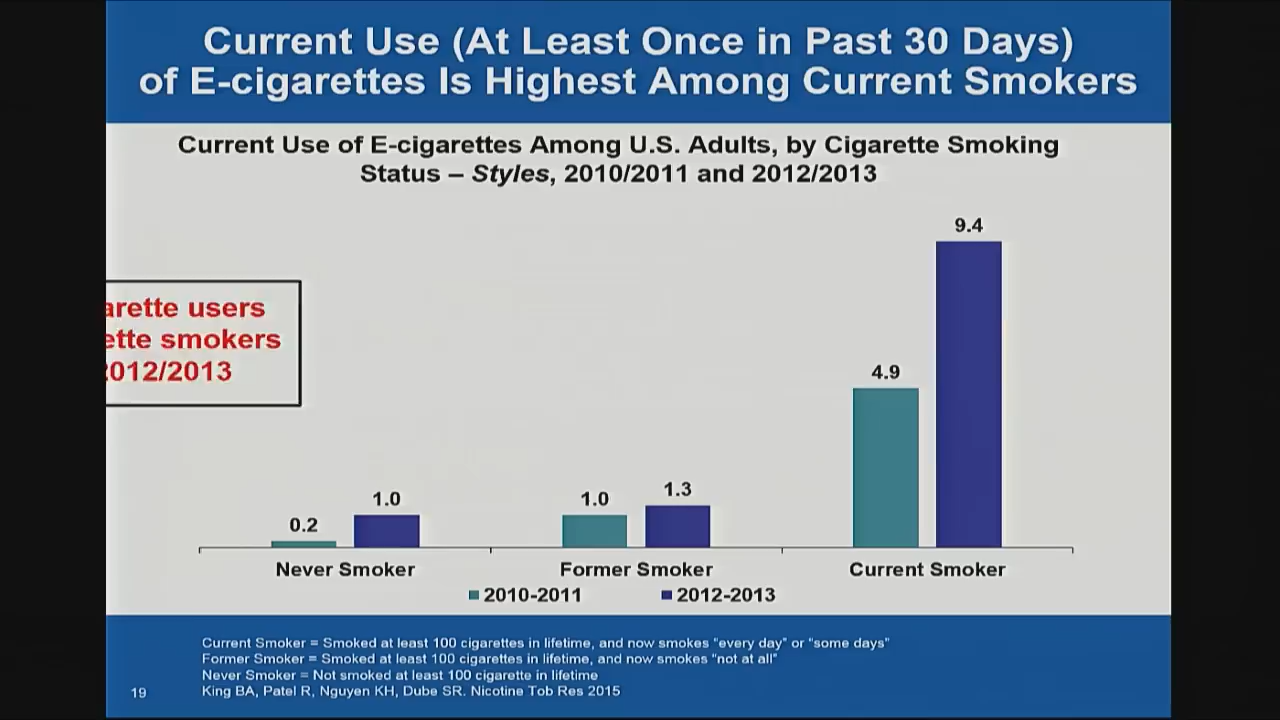 Current Use (At Least Once in Past 30 Days)
of E-cigarettes Is Highest Among Current Smokers
Current Use of E-cigarettes Among U.S. Adults, by Cigarette Smoking
Status – Styles, 2010/2011 and 2012/2013
9.4
arette users
ette smokers
2012/2013
4.9
1.0
1.0
1.3
0.2
Never Smoker
Former Smoker
Current Smoker
2010-2011
2012-2013
Current Smoker = Smoked at least 100 cigarettes in lifetime, and now smokes “every day” or “some days”
Former Smoker = Smoked at least 100 cigarettes in lifetime, and now smokes “not at all”
Never Smoker = Not smoked at least 100 cigarette in lifetime
King BA, Patel R, Nguyen KH, Dube SR. Nicotine Tob Res 2015
19